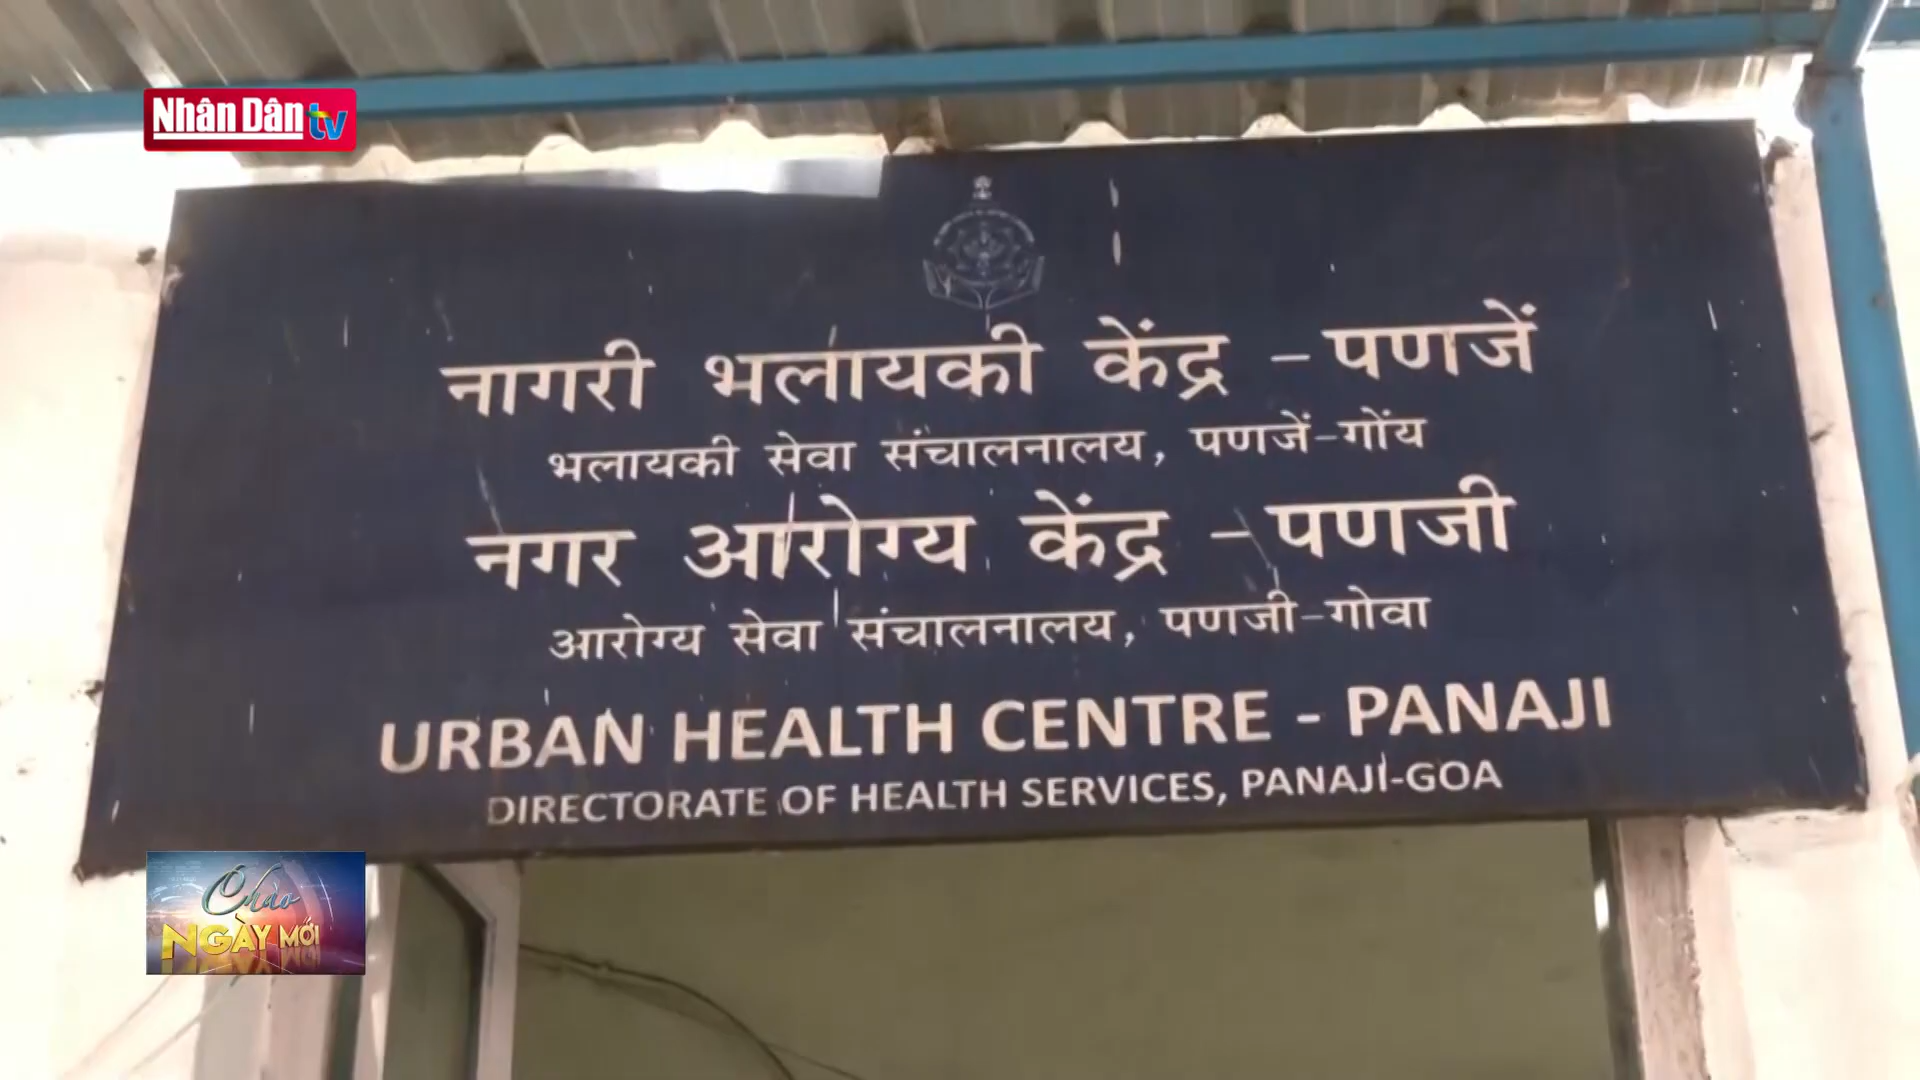 Nhân Dân tv
नागरी भलायकी केंद्र – पणजें
भलायकी सेवा संचालनालय, पणजें–गोंय
नगर आरोग्य केंद्र – पणजी
आरोग्य सेवा संचालनालय, पणजी–गोवा
URBAN HEALTH CENTRE - PANAJI
DIRECTORATE OF HEALTH SERVICES, PANAJI-GOA
Chào
NGÀY MỚI